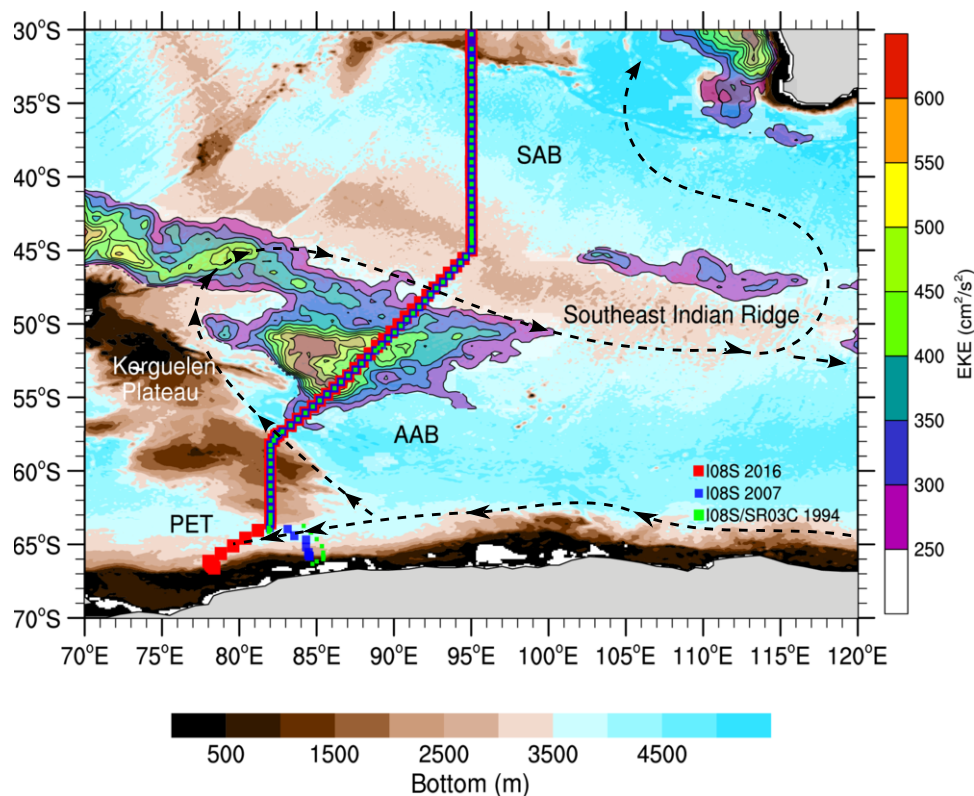 30°S
35°S
40°S
45°S
50°S
55°S
60°S
65°S
70°S
70°E
75°E
80°E
85°E
90°E
95°E
100°E
105°E
110°E
115°E
120°E
SAB
Southeast Indian Ridge
Kerguelen
Plateau
AAB
PET
I08S 2016
I08S 2007
I08S/SR03C 1994
600
550
500
450
400
350
300
250
EKE (cm²/s²)
500
1500
2500
3500
4500
Bottom (m)